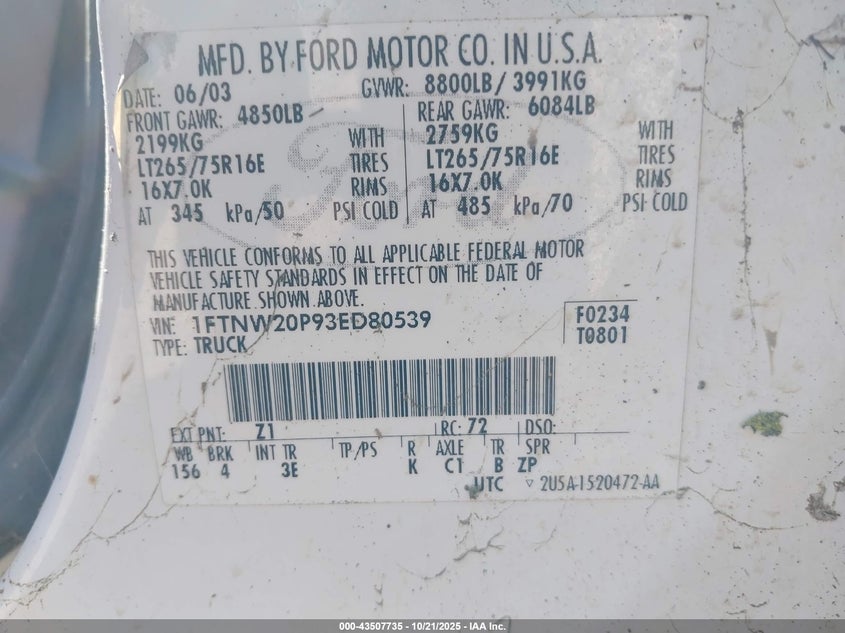 MFD. BY FORD MOTOR CO. IN U.S.A.
DATE: 06/03 GVWR: 8800LB/ 3991KG
FRONT GAWR: 4850LB REAR GAWR: 6084LB
2199KG WITH 2759KG WITH
LT265/75R16E TIRES LT265/75R16E TIRES
16X7.0K RIMS 16X7.0K RIMS
AT 345 kPa/50 PSI COLD AT 485 kPa/70 PSI COLD
Ford
THIS VEHICLE CONFORMS TO ALL APPLICABLE FEDERAL MOTOR
VEHICLE SAFETY STANDARDS IN EFFECT ON THE DATE OF
MANUFACTURE SHOWN ABOVE.
VIN: 1FTNW20P93ED80539 F0234
TYPE: TRUCK T0801
EXT PNT: Z1 RC: 72 DSO:
WB BRK INT TR TP/PS R AXLE TR SPR
156 4 3E K C1 B ZP
UTC ▽ 2U5A-1520472-AA
000-43507735 - 10/21/2025 - IAA Inc.